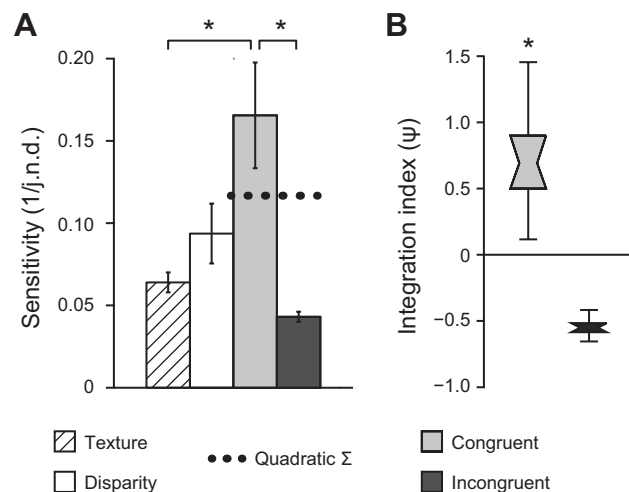 A
B
*
*
*
Sensitivity (1/j.n.d.)
0.20
0.15
0.10
0.05
0
Integration index (ψ)
1.5
1.0
0.5
0
−0.5
−1.0
Texture
Disparity
Quadratic Σ
Congruent
Incongruent